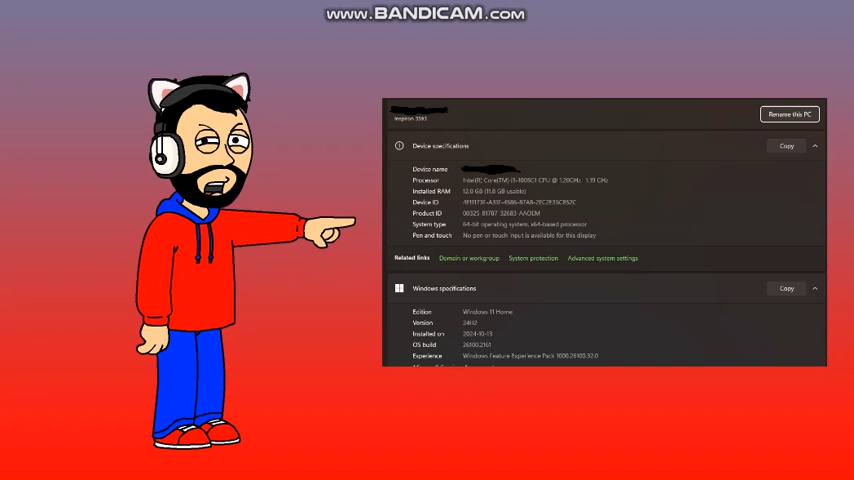 www.BANDICAM.com
Inspiron 3593
Rename this PC
Device specifications
Copy
Device name
Processor Intel(R) Core(TM) i3-1005G1 CPU @ 1.20GHz 1.19 GHz
Installed RAM 12.0 GB (11.8 GB usable)
Device ID
Product ID 00325-81787-32683-AAOEM
System type 64-bit operating system, x64-based processor
Pen and touch No pen or touch input is available for this display
Related links Domain or workgroup System protection Advanced system settings
Windows specifications
Copy
Edition Windows 11 Home
Version 24H2
Installed on 2024-10-13
OS build 26100.2161
Experience Windows Feature Experience Pack 1000.26100.32.0